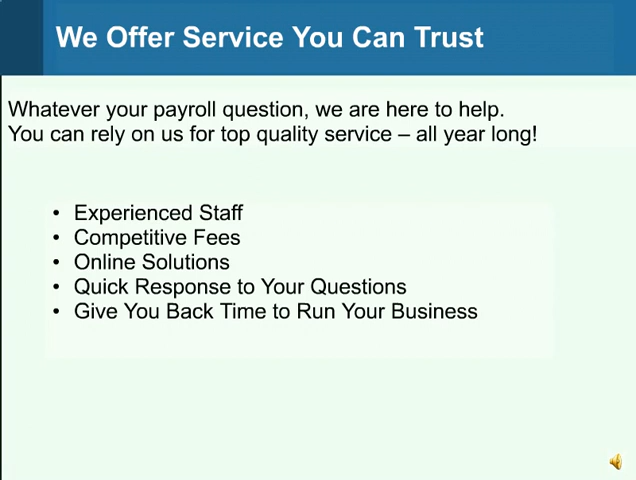 We Offer Service You Can Trust
Whatever your payroll question, we are here to help.
You can rely on us for top quality service – all year long!
• Experienced Staff
• Competitive Fees
• Online Solutions
• Quick Response to Your Questions
• Give You Back Time to Run Your Business